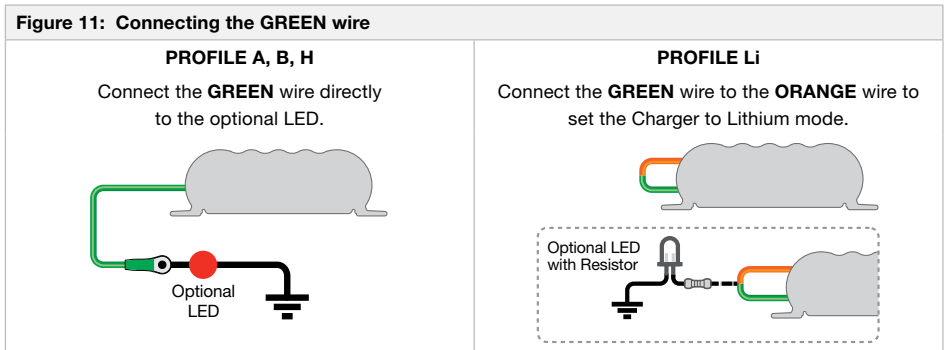 Figure 11: Connecting the GREEN wire
PROFILE A, B, H
Connect the GREEN wire directly
to the optional LED.
Optional
LED
PROFILE Li
Connect the GREEN wire to the ORANGE wire to
set the Charger to Lithium mode.
Optional LED
with Resistor